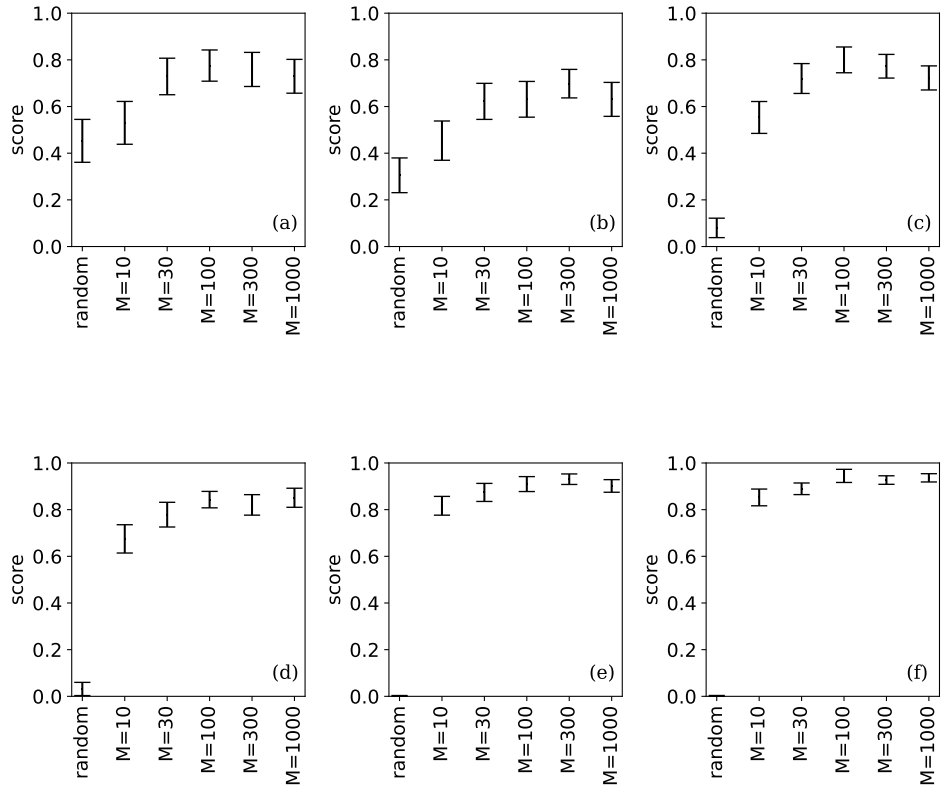 1.0
0.8
0.6
0.4
0.2
0.0
score
random
M=10
M=30
M=100
M=300
M=1000
(a)
1.0
0.8
0.6
0.4
0.2
0.0
score
random
M=10
M=30
M=100
M=300
M=1000
(b)
1.0
0.8
0.6
0.4
0.2
0.0
score
random
M=10
M=30
M=100
M=300
M=1000
(c)
1.0
0.8
0.6
0.4
0.2
0.0
score
random
M=10
M=30
M=100
M=300
M=1000
(d)
1.0
0.8
0.6
0.4
0.2
0.0
score
random
M=10
M=30
M=100
M=300
M=1000
(e)
1.0
0.8
0.6
0.4
0.2
0.0
score
random
M=10
M=30
M=100
M=300
M=1000
(f)